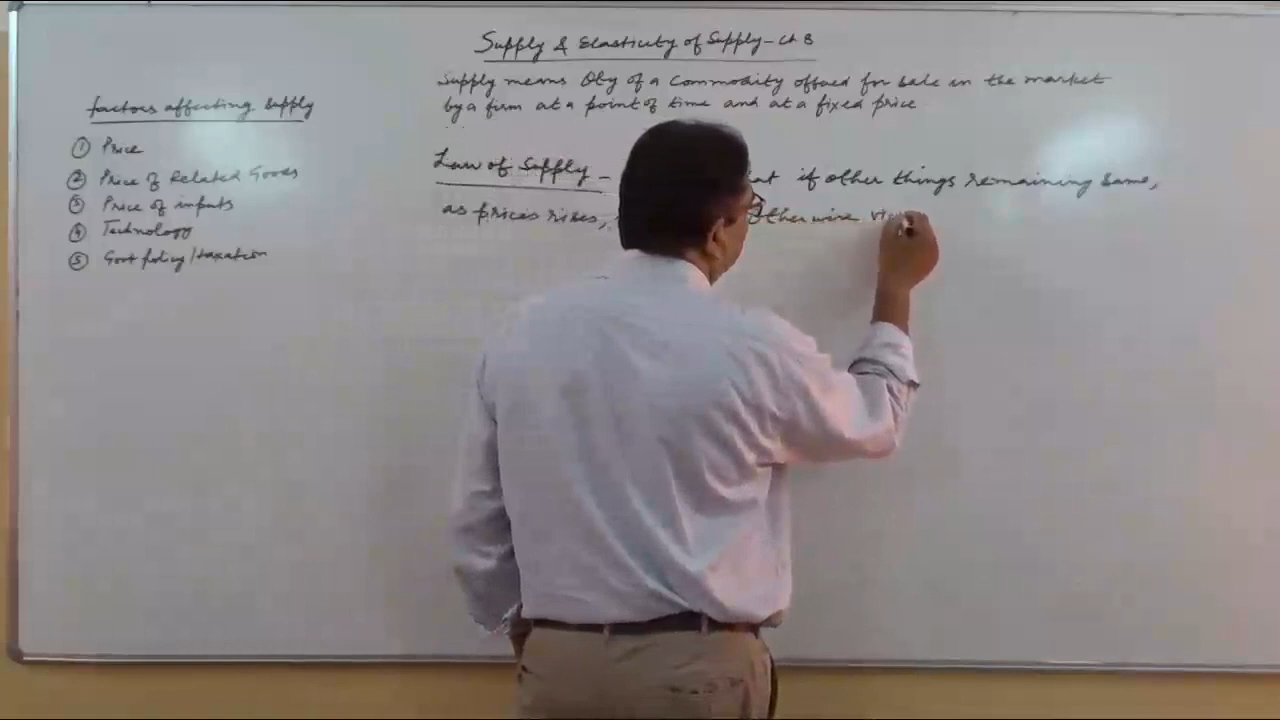 Supply & Elasticity of Supply - Ch 8
Supply means Qty of a Commodity offered for sale in the market
by a firm at a point of time and at a fixed price
Law of Supply - if other things remaining same,
as prices rises, Otherwise
factors affecting Supply
① Price
② Price of Related Goods
③ Price of inputs
④ Technology
⑤ Govt policy/taxation